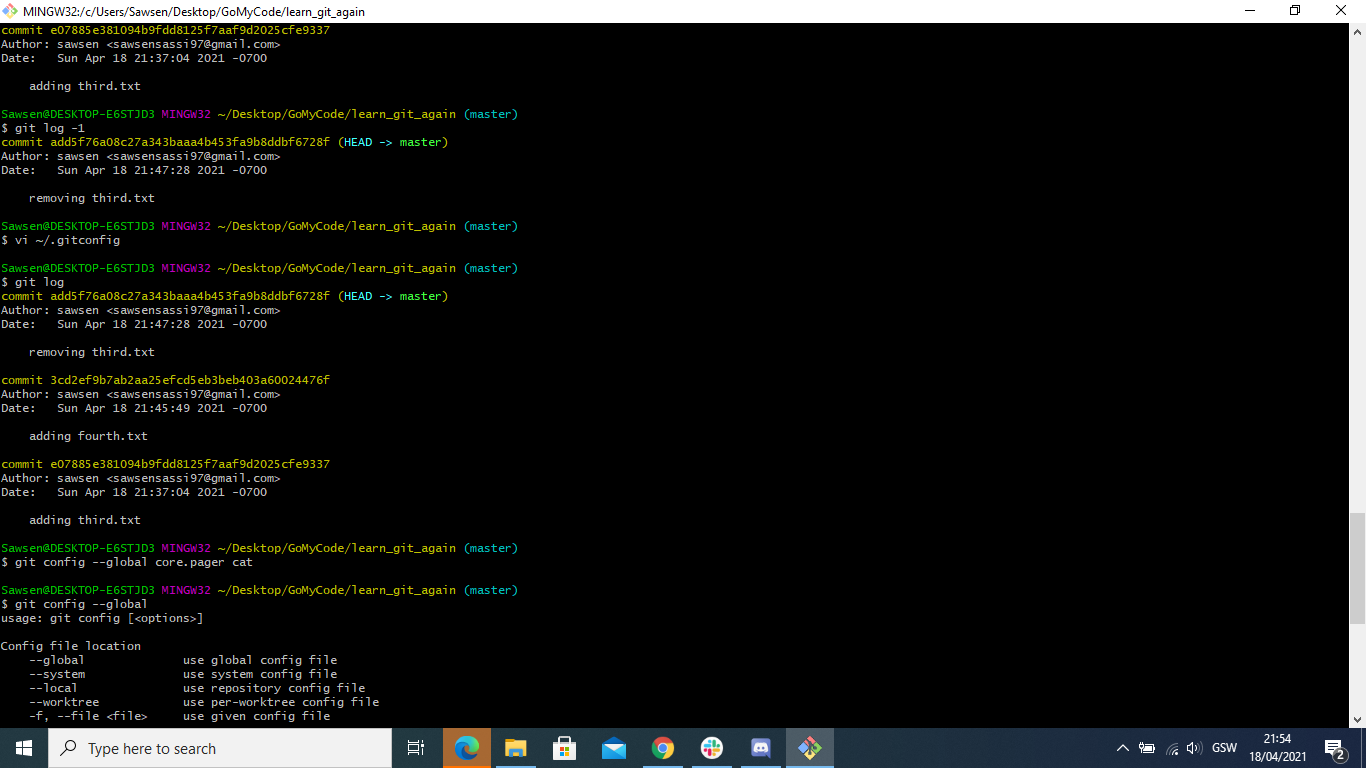 MINGW32:/c/Users/Sawsen/Desktop/GoMyCode/learn_git_again
commit e07885e381094b9fdd8125f7aaf9d2025cfe9337
Author: sawsen <sawsensassi97@gmail.com>
Date:   Sun Apr 18 21:37:04 2021 -0700
    adding third.txt
Sawsen@DESKTOP-E6STJD3 MINGW32 ~/Desktop/GoMyCode/learn_git_again (master)
$ git log -1
commit add5f76a08c27a343baaa4b453fa9b8ddbf6728f (HEAD -> master)
Author: sawsen <sawsensassi97@gmail.com>
Date:   Sun Apr 18 21:47:28 2021 -0700
    removing third.txt
Sawsen@DESKTOP-E6STJD3 MINGW32 ~/Desktop/GoMyCode/learn_git_again (master)
$ vi ~/.gitconfig
Sawsen@DESKTOP-E6STJD3 MINGW32 ~/Desktop/GoMyCode/learn_git_again (master)
$ git log
commit add5f76a08c27a343baaa4b453fa9b8ddbf6728f (HEAD -> master)
Author: sawsen <sawsensassi97@gmail.com>
Date:   Sun Apr 18 21:47:28 2021 -0700
    removing third.txt
commit 3cd2ef9b7ab2aa25efcd5eb3beb403a60024476f
Author: sawsen <sawsensassi97@gmail.com>
Date:   Sun Apr 18 21:45:49 2021 -0700
    adding fourth.txt
commit e07885e381094b9fdd8125f7aaf9d2025cfe9337
Author: sawsen <sawsensassi97@gmail.com>
Date:   Sun Apr 18 21:37:04 2021 -0700
    adding third.txt
Sawsen@DESKTOP-E6STJD3 MINGW32 ~/Desktop/GoMyCode/learn_git_again (master)
$ git config --global core.pager cat
Sawsen@DESKTOP-E6STJD3 MINGW32 ~/Desktop/GoMyCode/learn_git_again (master)
$ git config --global
usage: git config [<options>]
Config file location
    --global              use global config file
    --system              use system config file
    --local               use repository config file
    --worktree            use per-worktree config file
    -f, --file <file>     use given config file
Type here to search
GSW
21:54
18/04/2021
2